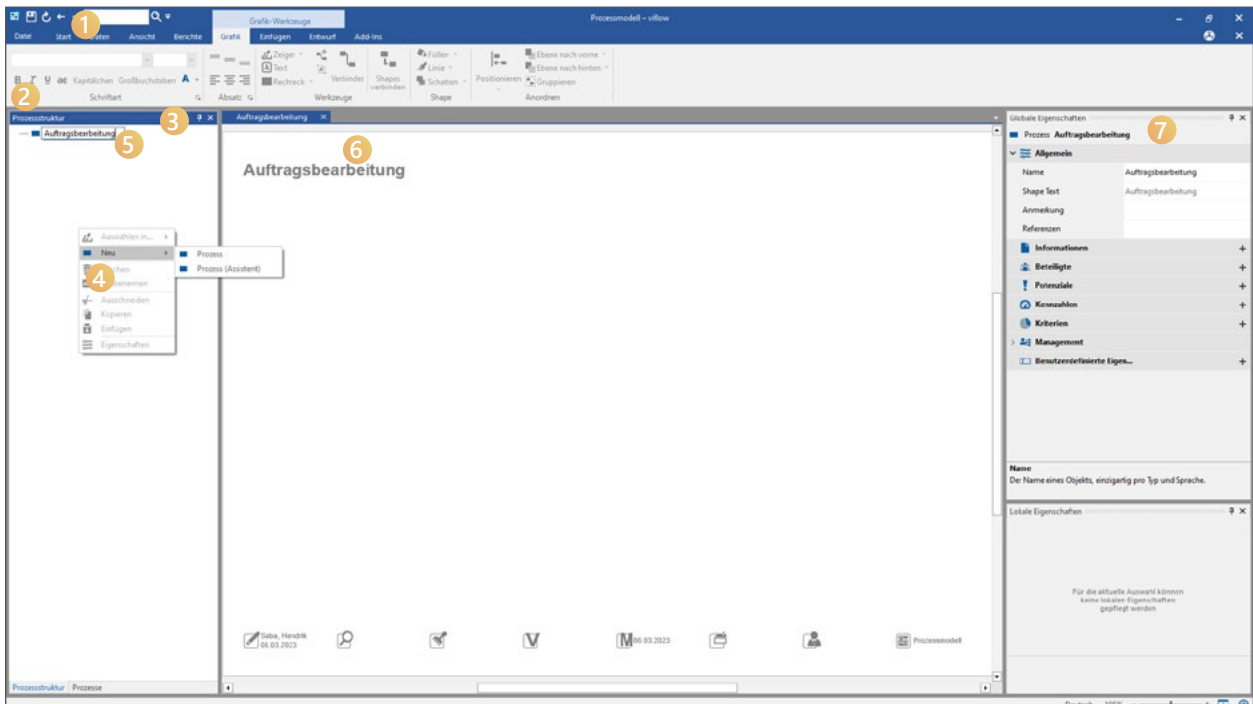 1
Grafik-Werkzeuge
Prozessmodell - viflow
Datei Start Daten Ansicht Berichte Grafik Einfügen Entwurf Add-Ins
Zeiger
Füllen
Ebene nach vorne
A Text
Linie
Ebene nach hinten
B I U abc Kapitälchen Großbuchstaben A
Rechteck
Verbinder
Shapes verbinden
Schatten
Positionieren
Gruppieren
2
Schriftart
Absatz
Werkzeuge
Shape
Anordnen
Prozessstruktur
3
Auftragsbearbeitung
Auftragsbearbeitung
5
4
Auswählen in...
Neu
Umbenennen
Ausschneiden
Kopieren
Einfügen
Eigenschaften
Prozess
Prozess (Assistent)
6
Auftragsbearbeitung
Saba, Hendrik
06.03.2023
V
M 06.03.2023
Prozessmodell
Globale Eigenschaften
7
Prozess Auftragsbearbeitung
Allgemein
Name Auftragsbearbeitung
Shape Text Auftragsbearbeitung
Anmerkung
Referenzen
Informationen
Beteiligte
Potenziale
Kennzahlen
Kriterien
Management
Benutzerdefinierte Eigen...
Name
Der Name eines Objekts, einzigartig pro Typ und Sprache.
Lokale Eigenschaften
Für die aktuelle Auswahl können
keine lokalen Eigenschaften
gepflegt werden
Prozessstruktur Prozesse